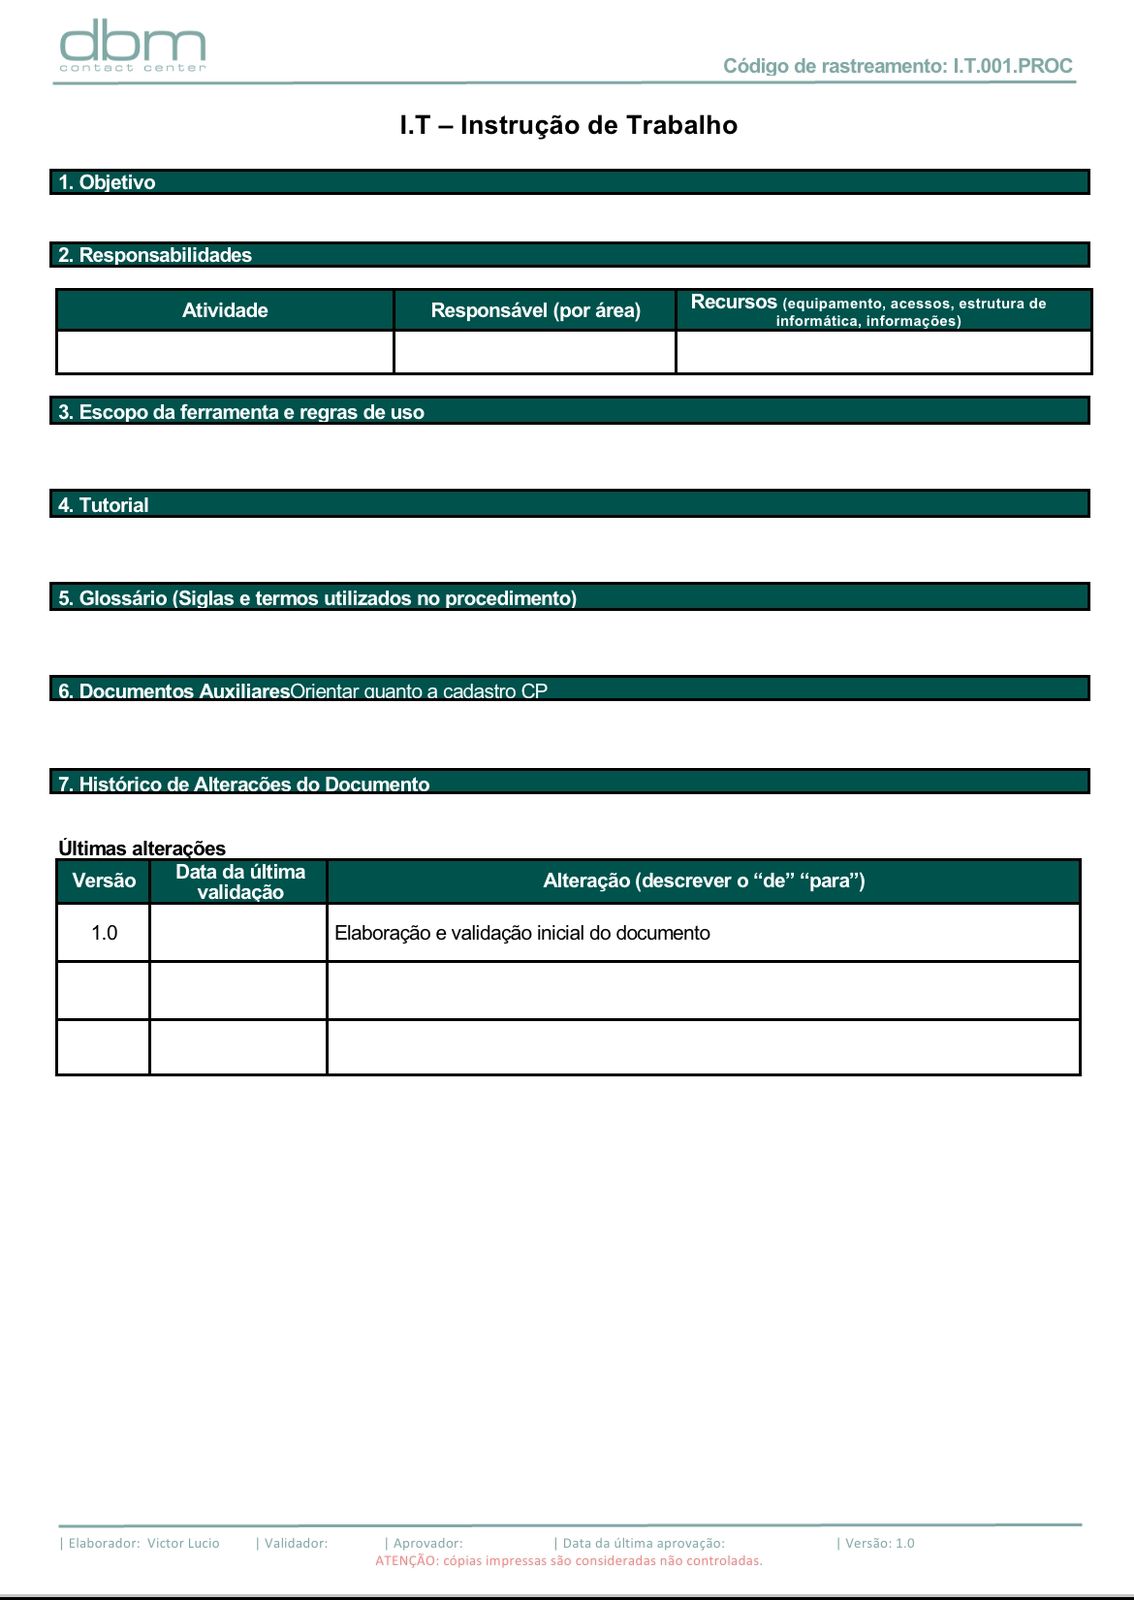 dbm
contact center
Código de rastreamento: I.T.001.PROC
I.T – Instrução de Trabalho
1. Objetivo
2. Responsabilidades
Atividade
Responsável (por área)
Recursos (equipamento, acessos, estrutura de
informática, informações)
3. Escopo da ferramenta e regras de uso
4. Tutorial
5. Glossário (Siglas e termos utilizados no procedimento)
6. Documentos AuxiliaresOrientar quanto a cadastro CP
7. Histórico de Alterações do Documento
Últimas alterações
Versão
Data da última
validação
Alteração (descrever o “de” “para”)
1.0
Elaboração e validação inicial do documento
| Elaborador: Victor Lucio | Validador: | Aprovador: | Data da última aprovação: | Versão: 1.0
ATENÇÃO: cópias impressas são consideradas não controladas.